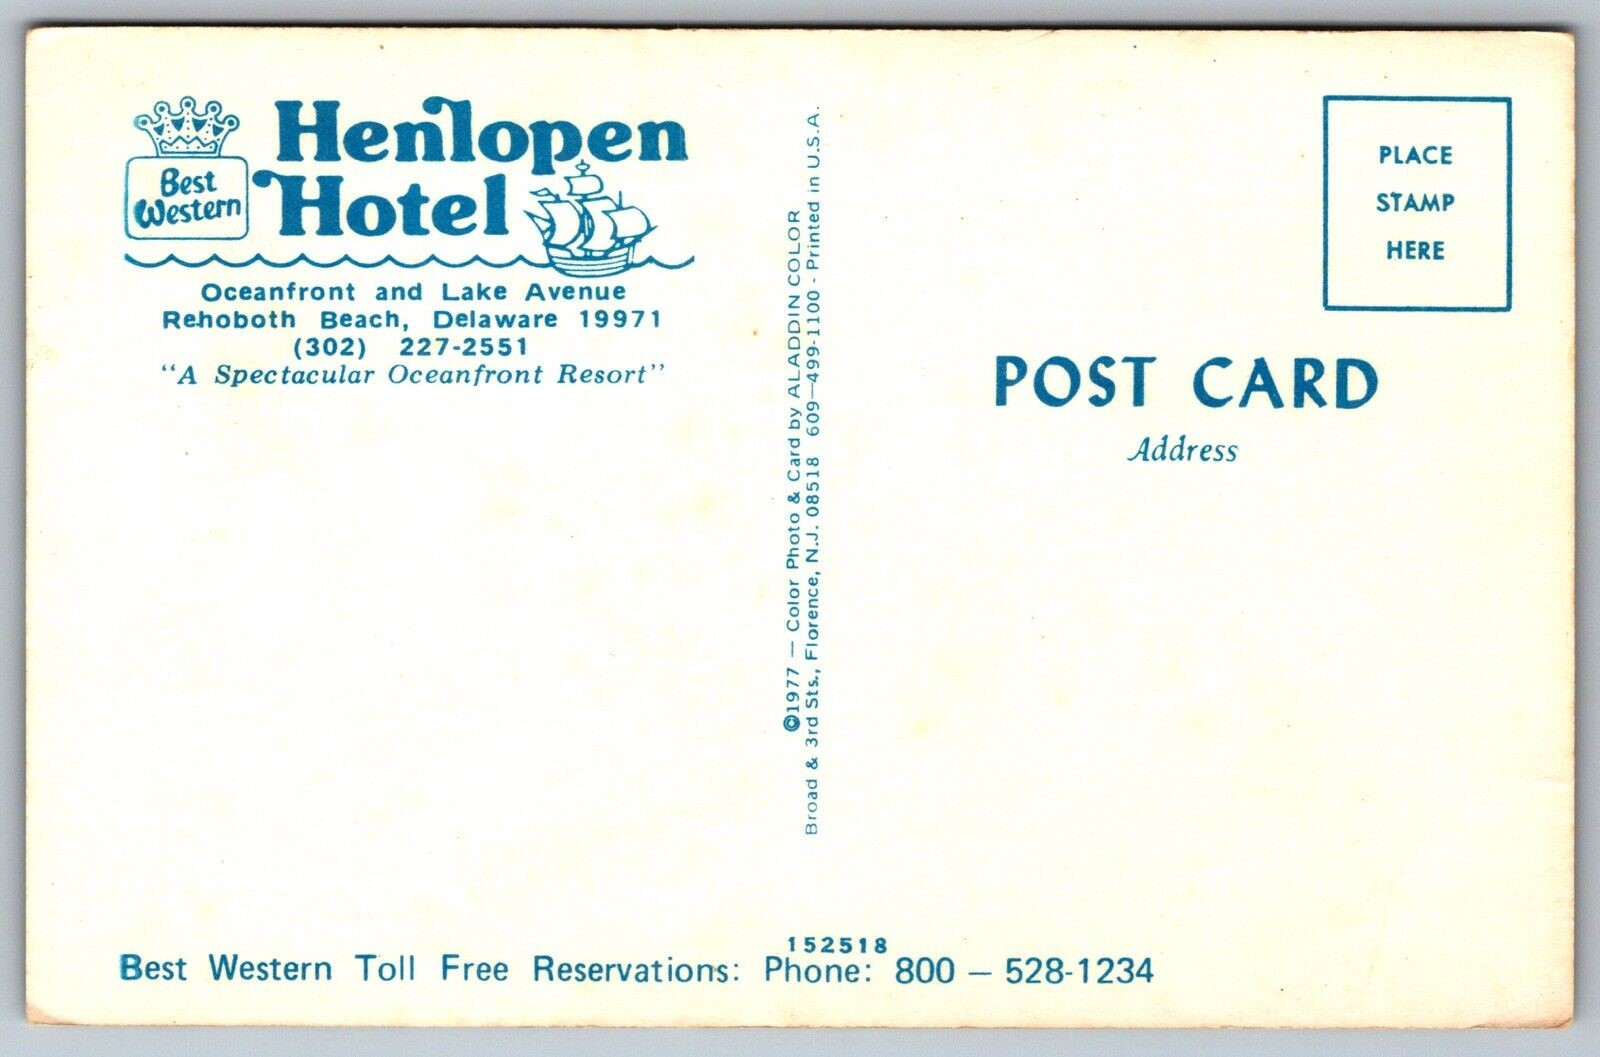 Best
Western
Henlopen
Hotel
Oceanfront and Lake Avenue
Rehoboth Beach, Delaware 19971
(302) 227-2551
"A Spectacular Oceanfront Resort"
©1977 — Color Photo & Card by ALADDIN COLOR
Broad & 3rd Sts., Florence, N.J. 08518 609—499-1100 - Printed in U.S.A.
PLACE
STAMP
HERE
POST CARD
Address
152518
Best Western Toll Free Reservations: Phone: 800 — 528-1234